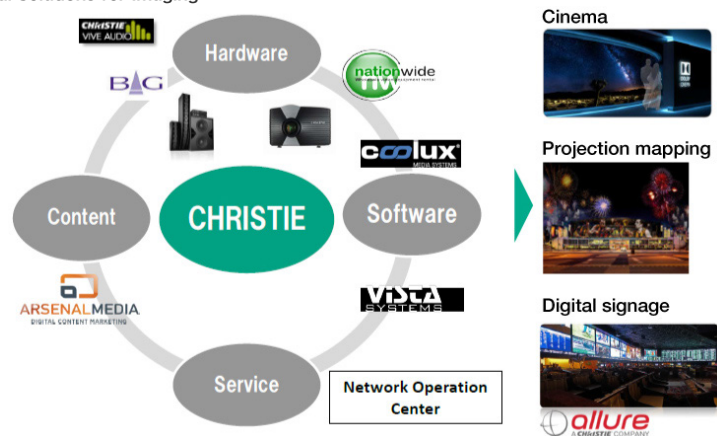 Hardware
CHRISTIE
VIVE AUDIO
BAG
nationwide
coolux®
MEDIA SYSTEMS
Content
CHRISTIE
Software
ARSENALMEDIA
DIGITAL CONTENT MARKETING
VISTA
SYSTEMS
Service
Network Operation
Center
Cinema
Projection mapping
Digital signage
allure
A CHRISTIE COMPANY